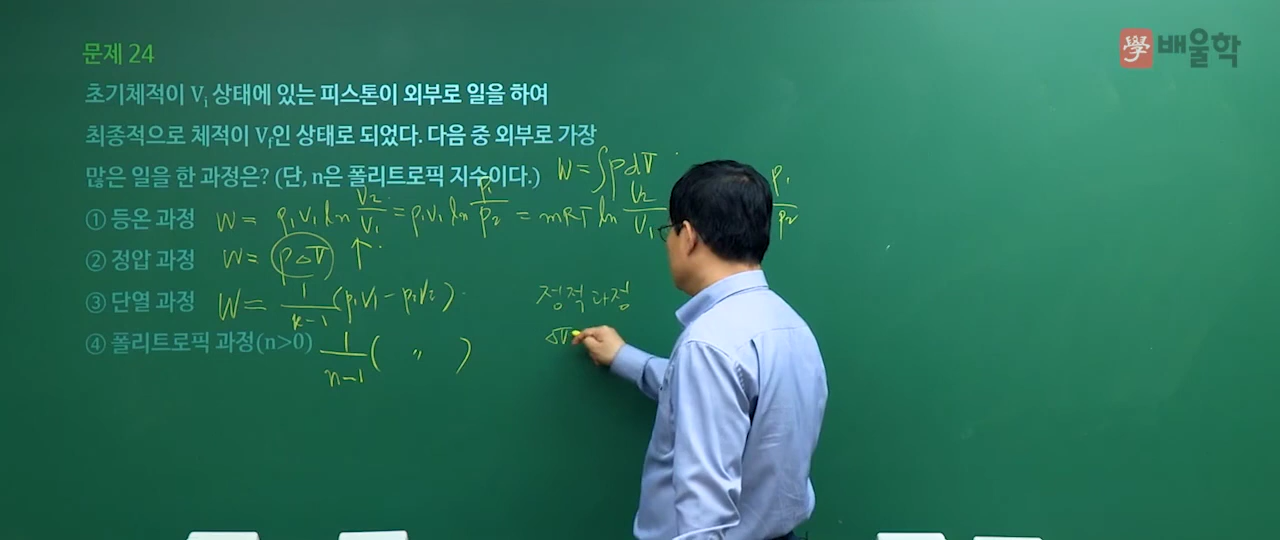 學 배울학
문제 24
초기체적이 Vi 상태에 있는 피스톤이 외부로 일을 하여
최종적으로 체적이 Vf인 상태로 되었다. 다음 중 외부로 가장
많은 일을 한 과정은? (단, n은 폴리트로픽 지수이다.) W = ∫PdV
① 등온 과정 W = P₁V₁ ln V₂/V₁ = P₁V₁ ln P₁/P₂ = mRT ln V₂/V₁ P₁/P₂
② 정압 과정 W = P△V ↑
③ 단열 과정 W = 1/k-1 (P₁V₁ - P₂V₂) 정적과정
④ 폴리트로픽 과정(n>0) 1/n-1 ( 〃 ) △V